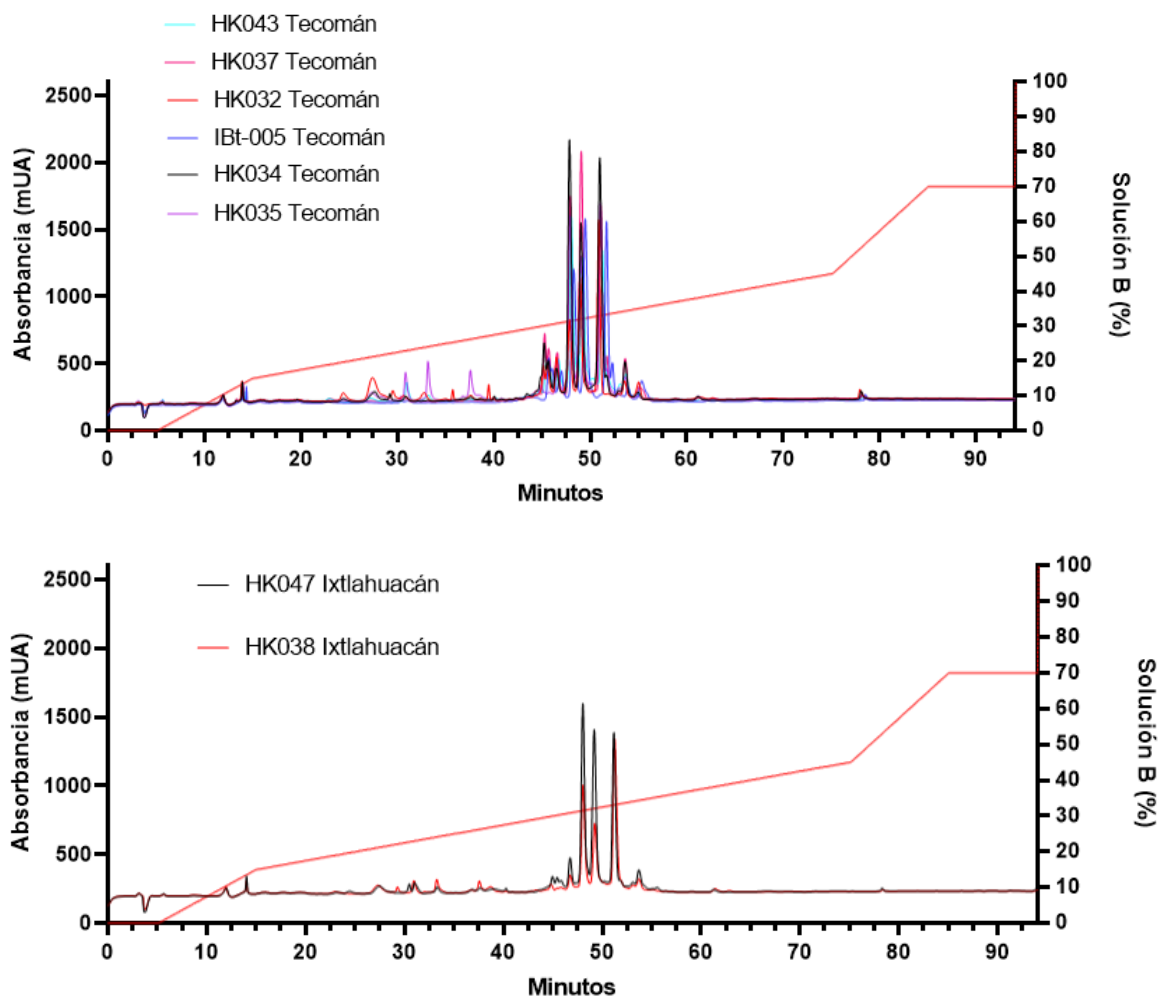 HK043 Tecomán
HK037 Tecomán
HK032 Tecomán
IBt-005 Tecomán
HK034 Tecomán
HK035 Tecomán
Absorbancia (mUA)
2500
2000
1500
1000
500
0
0 10 20 30 40 50 60 70 80 90
Minutos
100
90
80
70
60
50
40
30
20
10
0
Solución B (%)
HK047 Ixtlahuacán
HK038 Ixtlahuacán
Absorbancia (mUA)
2500
2000
1500
1000
500
0
0 10 20 30 40 50 60 70 80 90
Minutos
100
90
80
70
60
50
40
30
20
10
0
Solución B (%)